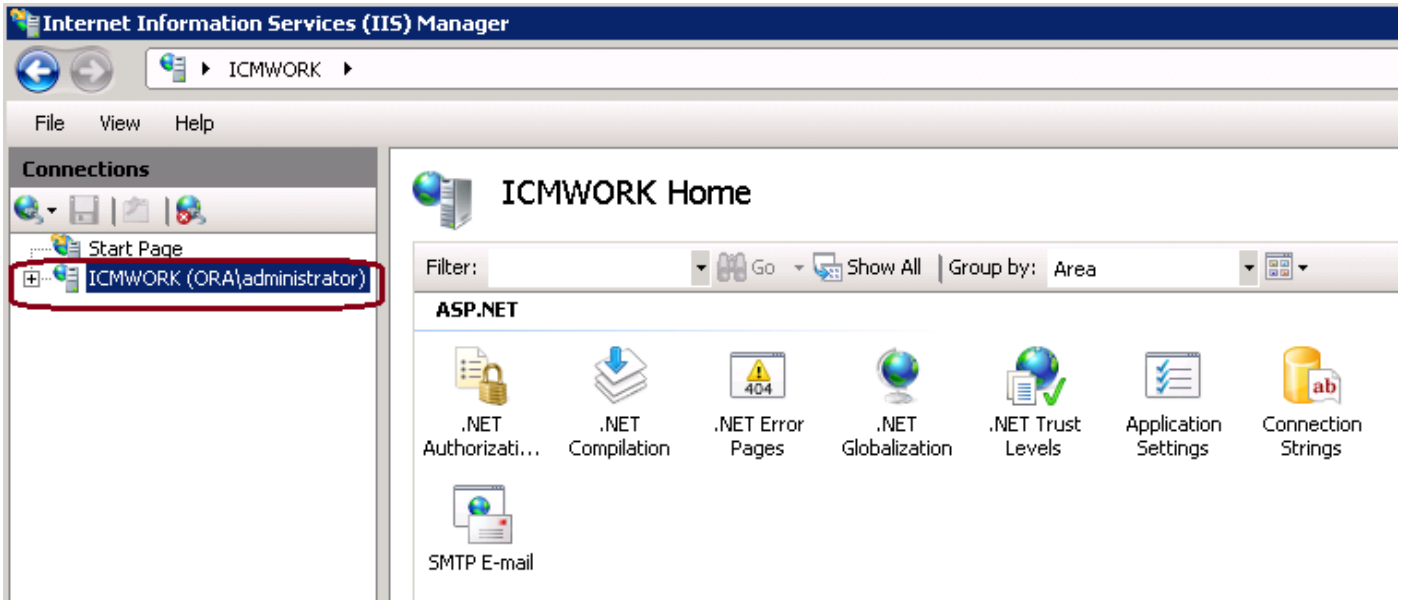 Internet Information Services (IIS) Manager
ICMWORK
File View Help
Connections
Start Page
ICMWORK (ORA\administrator)
ICMWORK Home
Filter: Go Show All Group by: Area
ASP.NET
.NET Authorizati...
.NET Compilation
404
.NET Error Pages
.NET Globalization
.NET Trust Levels
Application Settings
ab
Connection Strings
SMTP E-mail